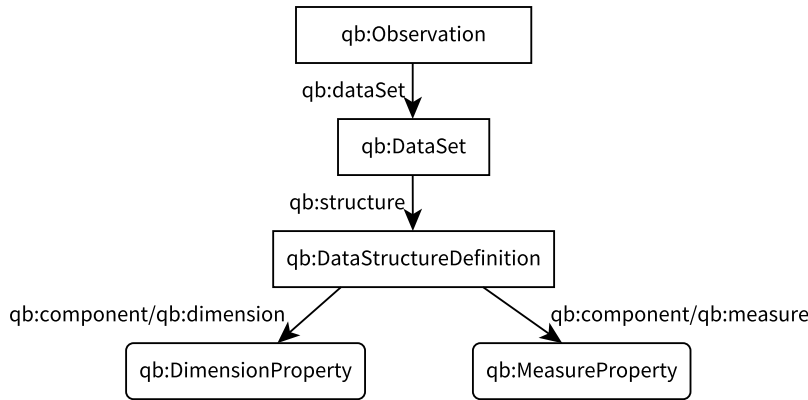 qb:Observation
qb:dataSet
qb:DataSet
qb:structure
qb:DataStructureDefinition
qb:component/qb:dimension
qb:component/qb:measure
qb:DimensionProperty
qb:MeasureProperty